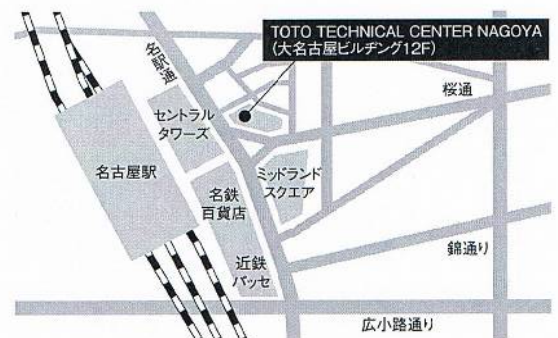 TOTO TECHNICAL CENTER NAGOYA
(大名古屋ビルヂング12F)
名駅通
桜通
セントラル
タワーズ
名古屋駅
ミッドランド
スクエア
名鉄
百貨店
錦通り
近鉄
パッセ
広小路通り